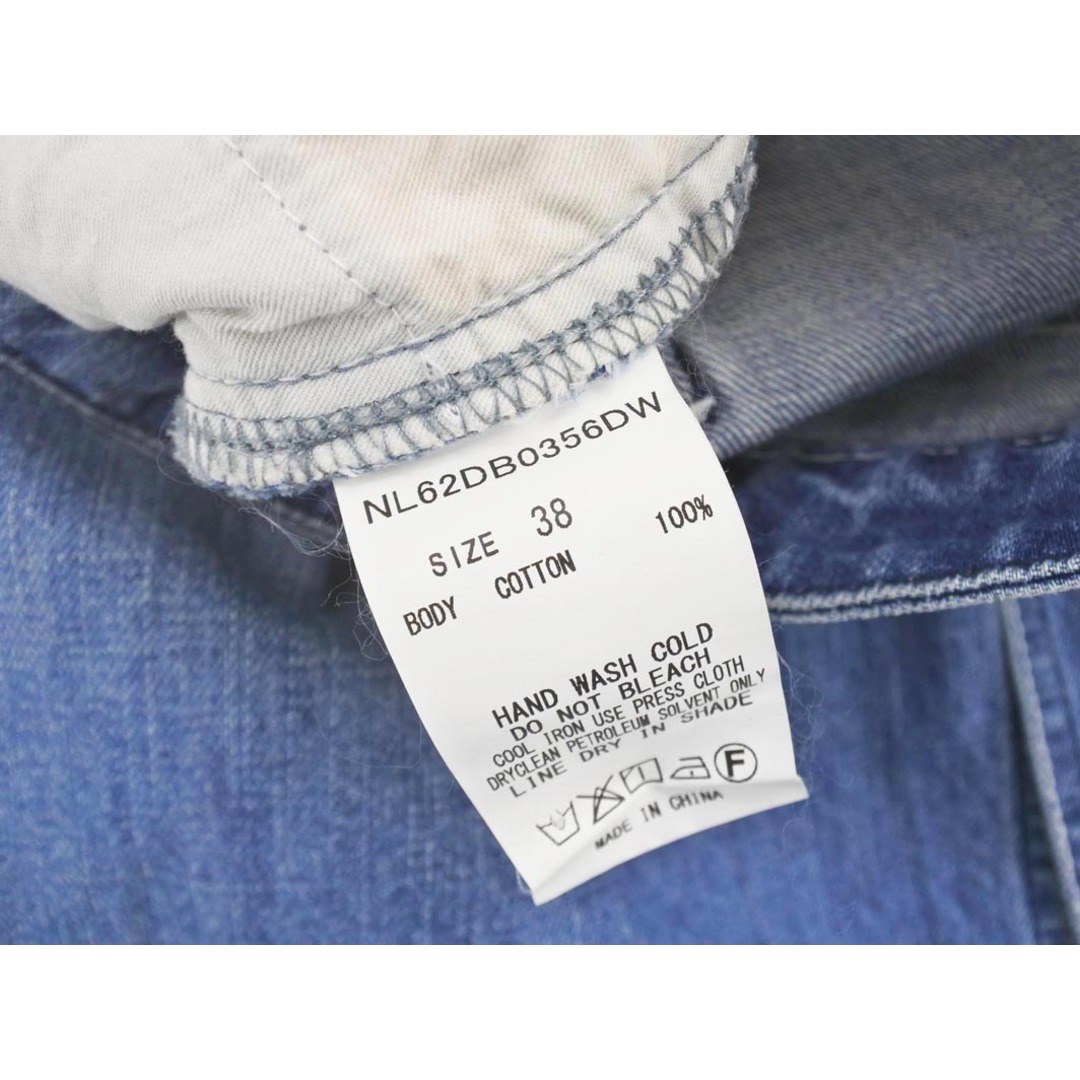 NL62DB0356DW
SIZE 38
BODY COTTON 100%
HAND WASH COLD
DO NOT BLEACH
COOL IRON USE PRESS CLOTH
DRYCLEAN PETROLEUM SOLVENT ONLY
LINE DRY IN SHADE
F
MADE IN CHINA